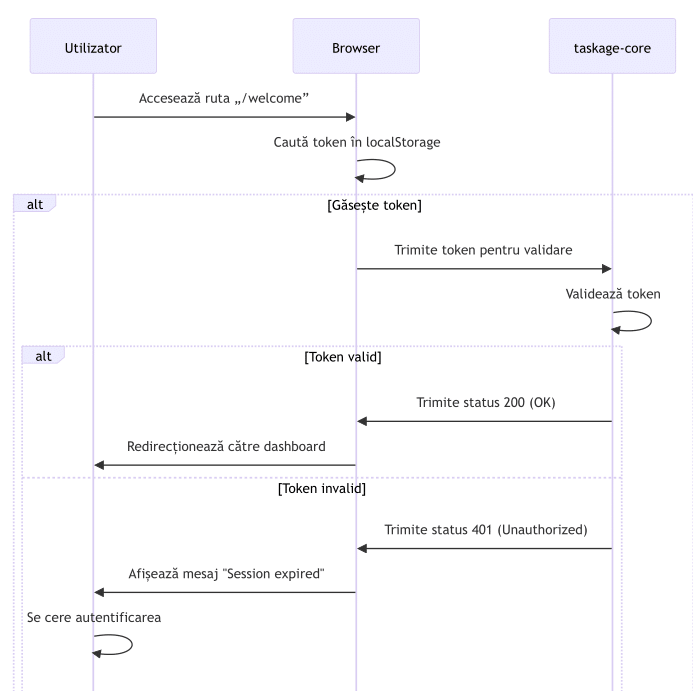 Utilizator
Browser
taskage-core
Accesează ruta „/welcome”
Caută token în localStorage
alt
[Găsește token]
Trimite token pentru validare
Validează token
alt
[Token valid]
Trimite status 200 (OK)
Redirecționează către dashboard
[Token invalid]
Trimite status 401 (Unauthorized)
Afișează mesaj "Session expired"
Se cere autentificarea